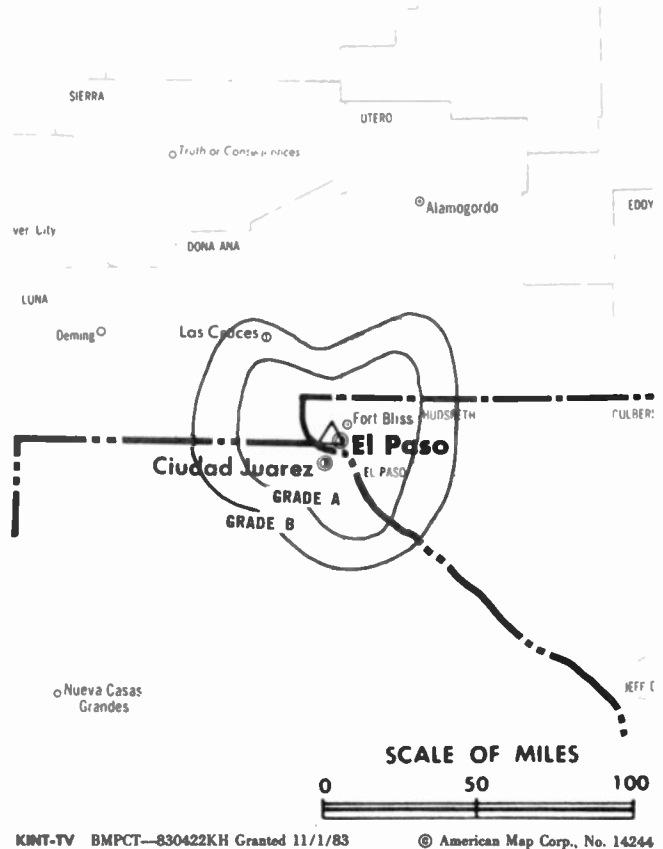 SIERRA
OTERO
Truth or Consequences
Alamogordo
EDDY
ver City
DONA ANA
LUNA
Deming
Las Cruces
Fort Bliss
HUDSPETH
CULBERS
El Paso
Ciudad Juarez
EL PASO
GRADE A
GRADE B
Nueva Casas
Grandes
JEFF D
SCALE OF MILES
0 50 100
KINT-TV BMPCT—830422KH Granted 11/1/83 © American Map Corp., No. 14244